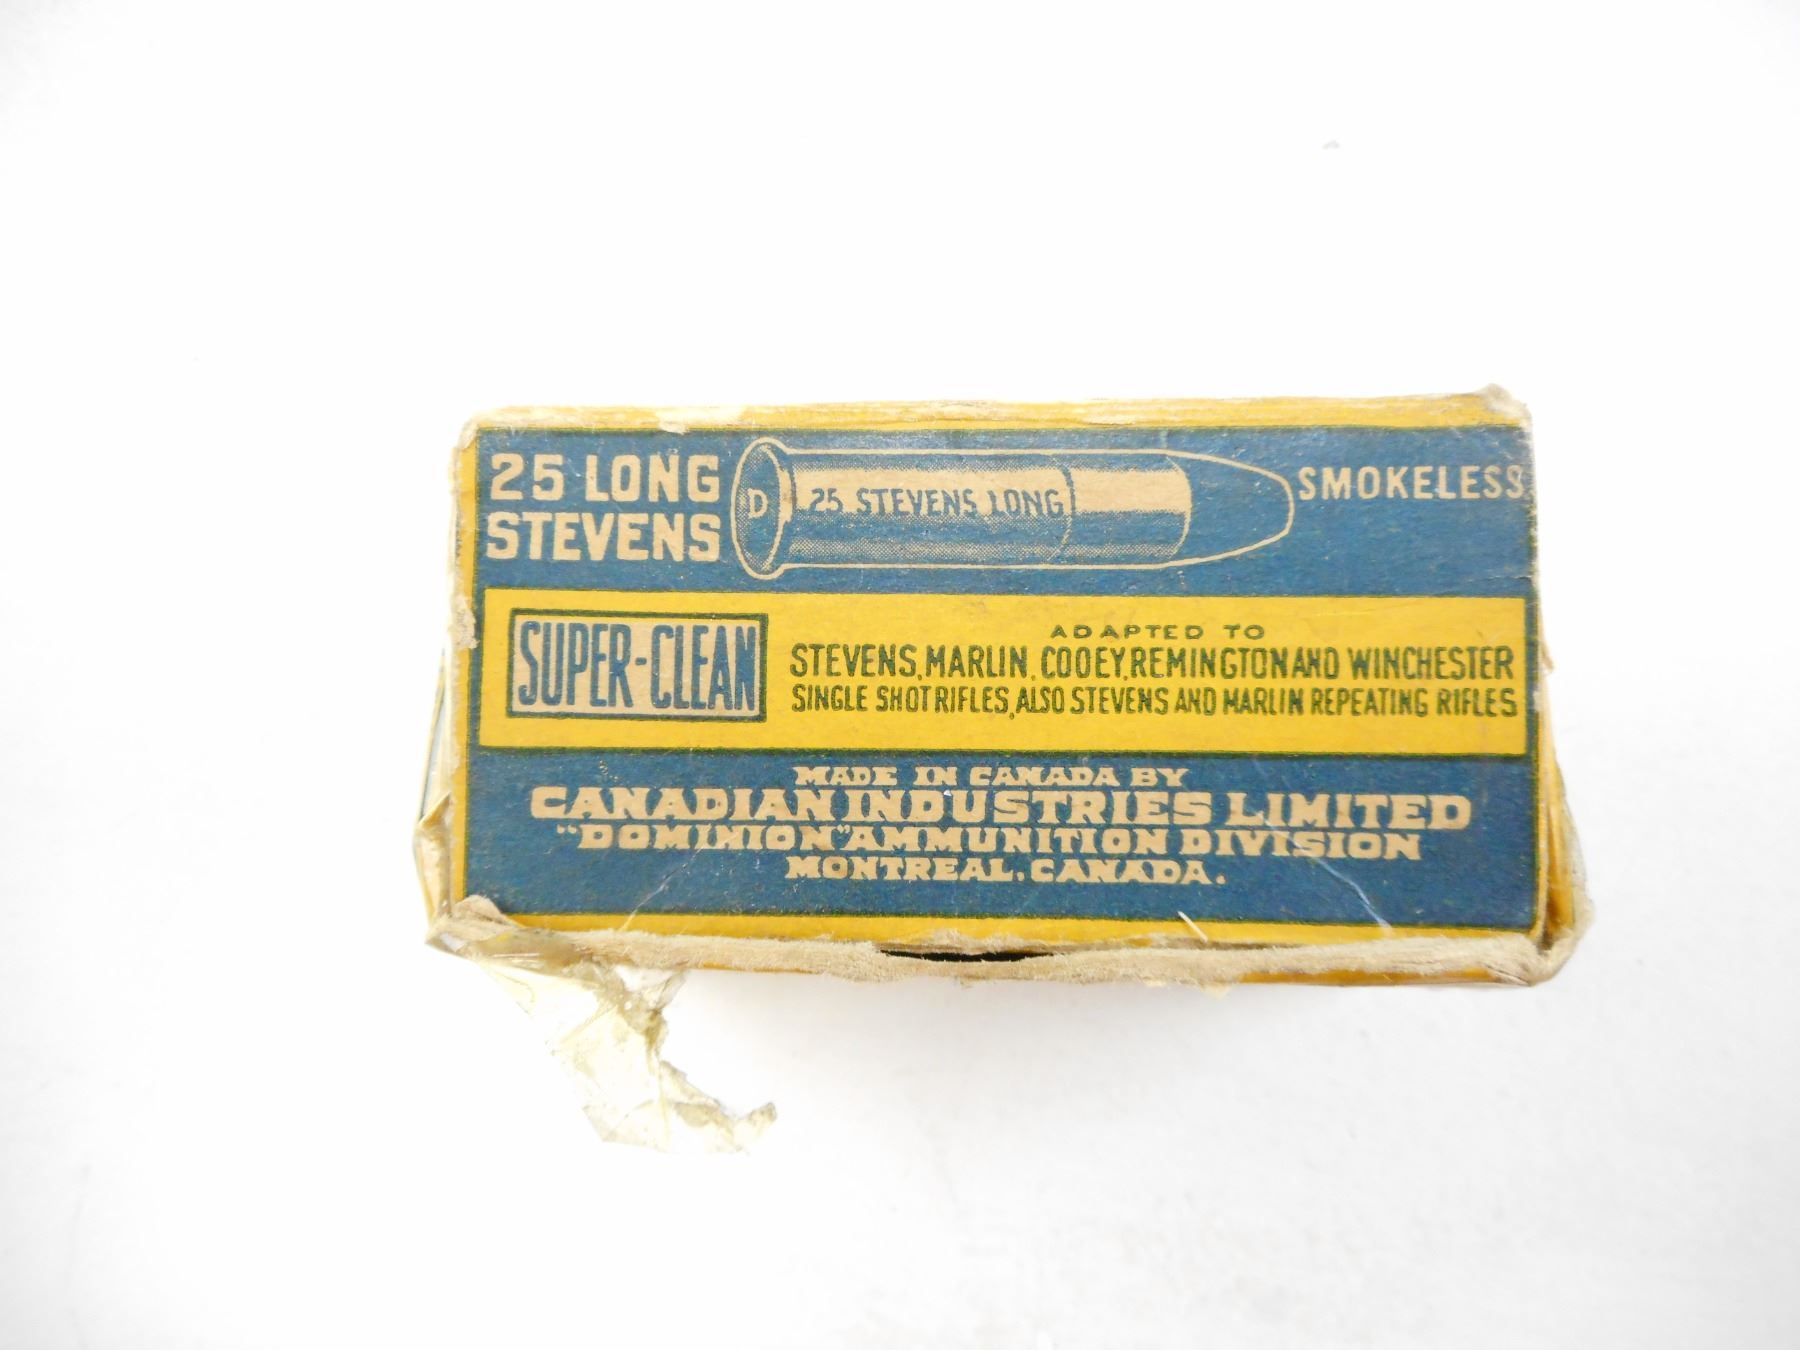 25 LONG
STEVENS
D
25 STEVENS LONG
SMOKELESS
SUPER-CLEAN
ADAPTED TO
STEVENS, MARLIN, COOEY, REMINGTON AND WINCHESTER
SINGLE SHOT RIFLES, ALSO STEVENS AND MARLIN REPEATING RIFLES
MADE IN CANADA BY
CANADIAN INDUSTRIES LIMITED
"DOMINION" AMMUNITION DIVISION
MONTREAL. CANADA.